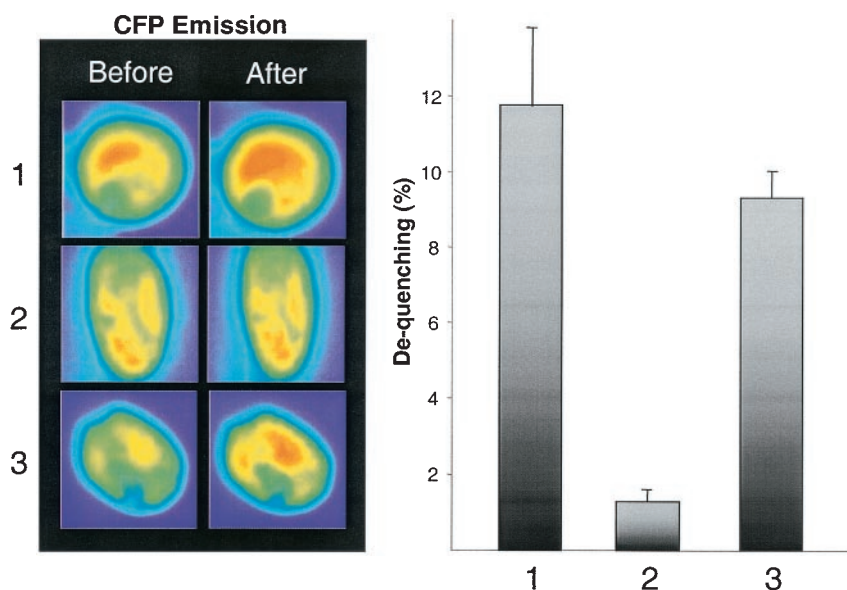 CFP Emission
Before After
1
2
3
De-quenching (%)
12
10
8
6
4
2
1 2 3